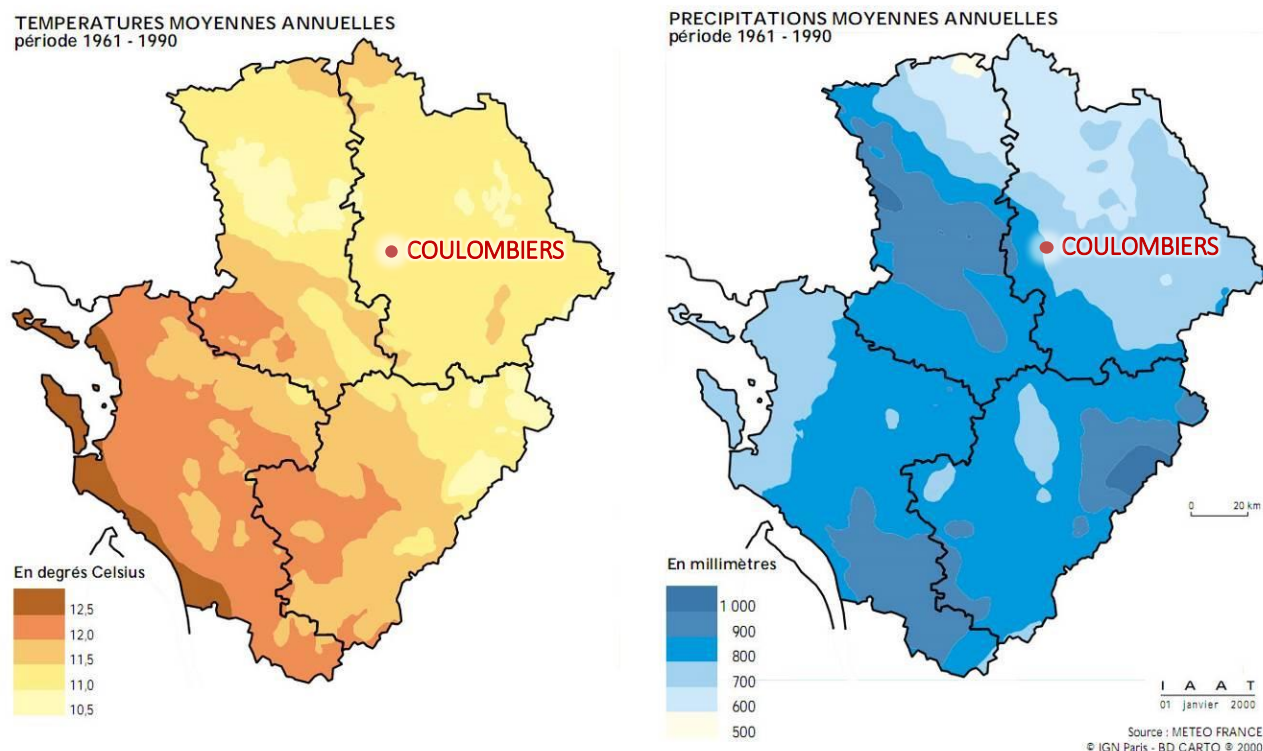 TEMPERATURES MOYENNES ANNUELLES
période 1961 - 1990
COULOMBIERS
En degrés Celsius
12,5
12,0
11,5
11,0
10,5
PRECIPITATIONS MOYENNES ANNUELLES
période 1961 - 1990
COULOMBIERS
0 20 km
En millimètres
1 000
900
800
700
600
500
I A A T
01 janvier 2000
Source : METEO FRANCE
© IGN Paris - BD CARTO ® 2000